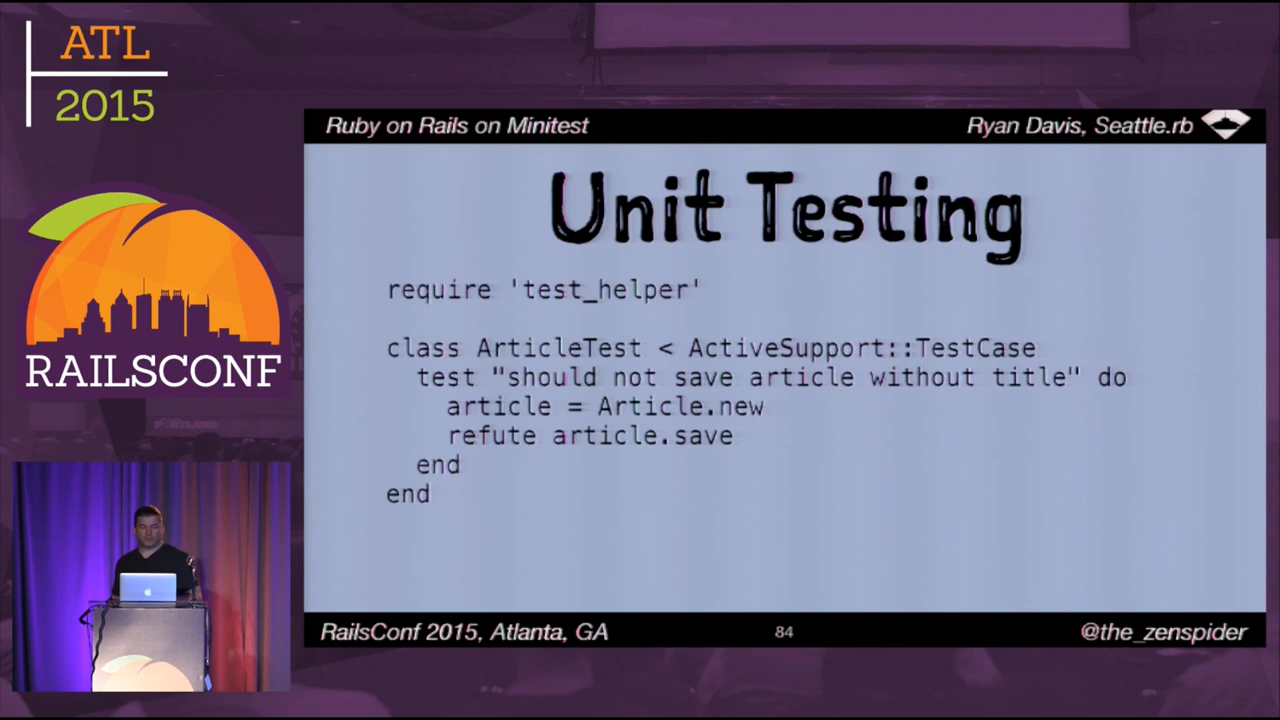 ATL
2015
RAILSCONF
Ruby on Rails on Minitest
Ryan Davis, Seattle.rb
Unit Testing
require 'test_helper'
class ArticleTest < ActiveSupport::TestCase
test "should not save article without title" do
article = Article.new
refute article.save
end
end
RailsConf 2015, Atlanta, GA
84
@the_zenspider